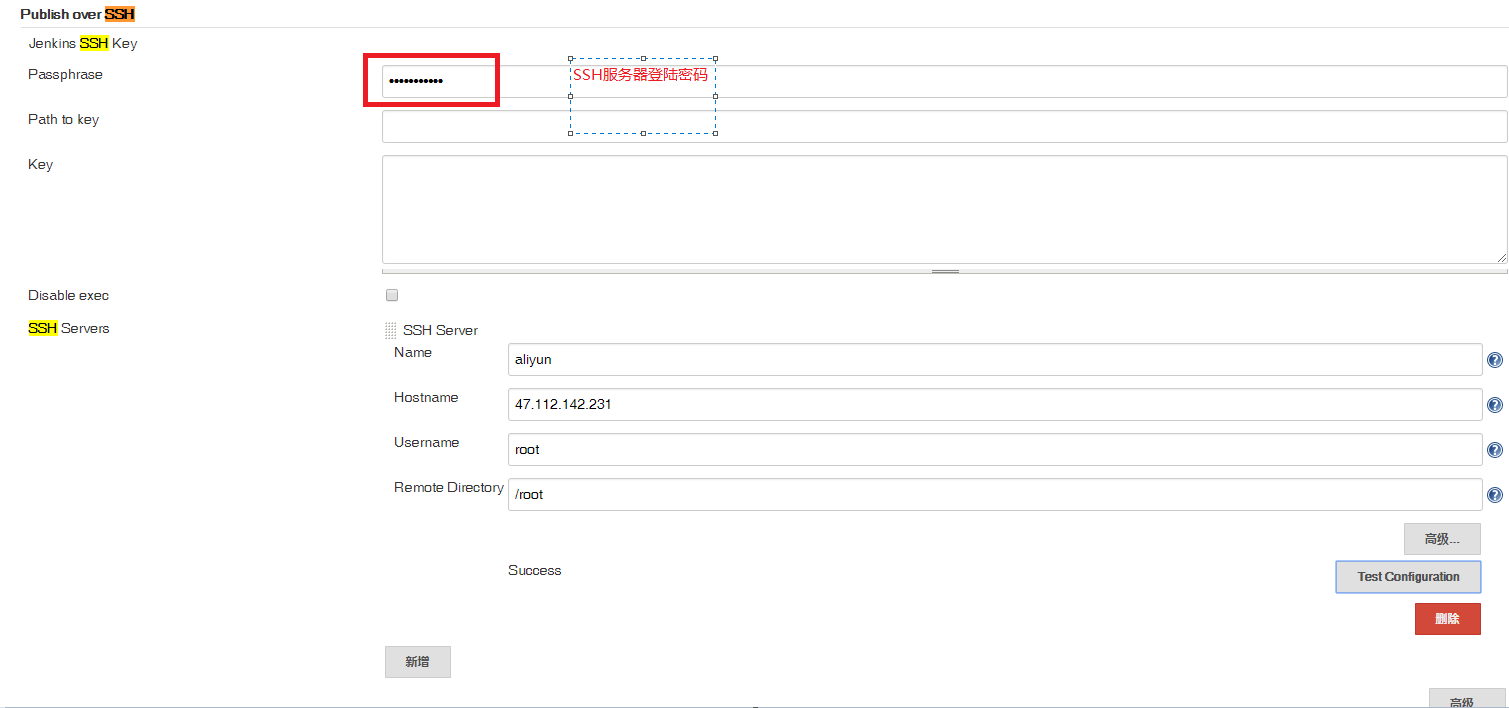 Publish over SSH
Jenkins SSH Key
Passphrase
•••••••••••
SSH服务器登陆密码
Path to key
Key
Disable exec
SSH Servers
SSH Server
Name
aliyun
Hostname
47.112.142.231
Username
root
Remote Directory
/root
高级...
Success
Test Configuration
删除
新增
高级